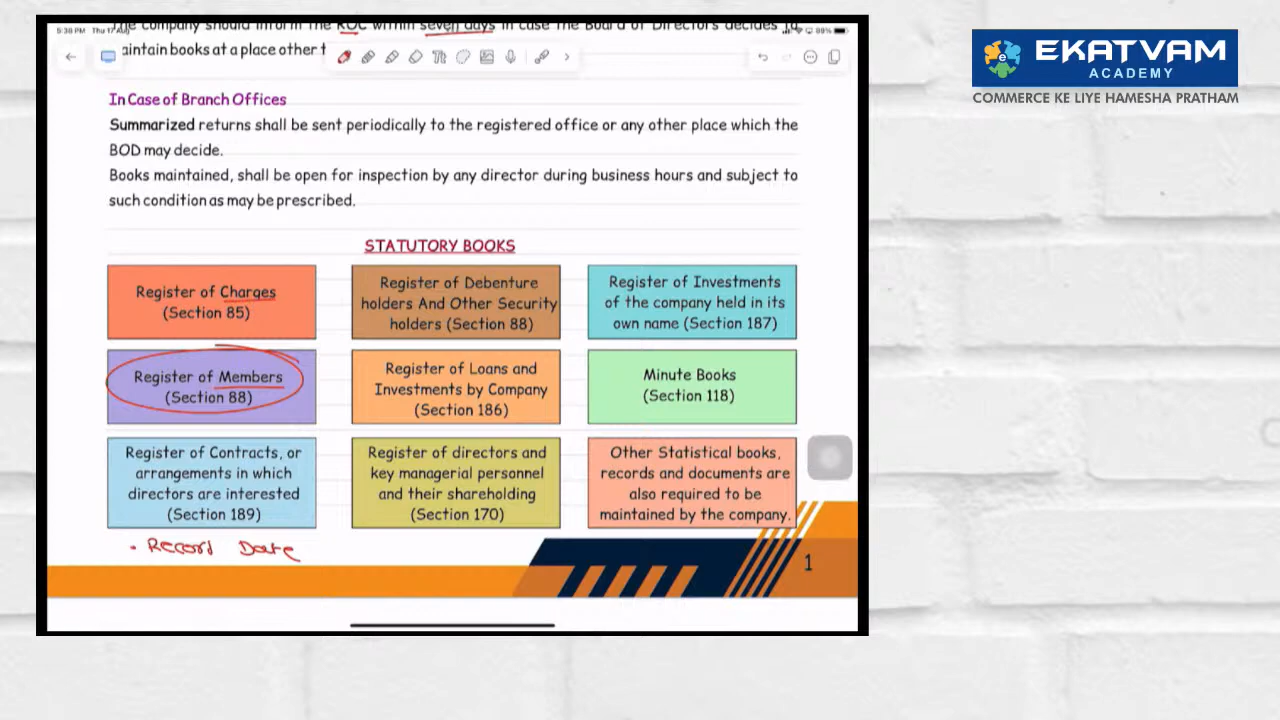 The company should inform the ROC within seven days in case the Board of Directors decides to
5:38 PM Thu 17 Aug
88%
aintain books at a place other t
In Case of Branch Offices
Summarized returns shall be sent periodically to the registered office or any other place which the
BOD may decide.
Books maintained, shall be open for inspection by any director during business hours and subject to
such condition as may be prescribed.
STATUTORY BOOKS
Register of Charges
(Section 85)
Register of Debenture
holders And Other Security
holders (Section 88)
Register of Investments
of the company held in its
own name (Section 187)
Register of Members
(Section 88)
Register of Loans and
Investments by Company
(Section 186)
Minute Books
(Section 118)
Register of Contracts, or
arrangements in which
directors are interested
(Section 189)
Register of directors and
key managerial personnel
and their shareholding
(Section 170)
Other Statistical books,
records and documents are
also required to be
maintained by the company.
• Record Date
1
EKATVAM
ACADEMY
COMMERCE KE LIYE HAMESHA PRATHAM